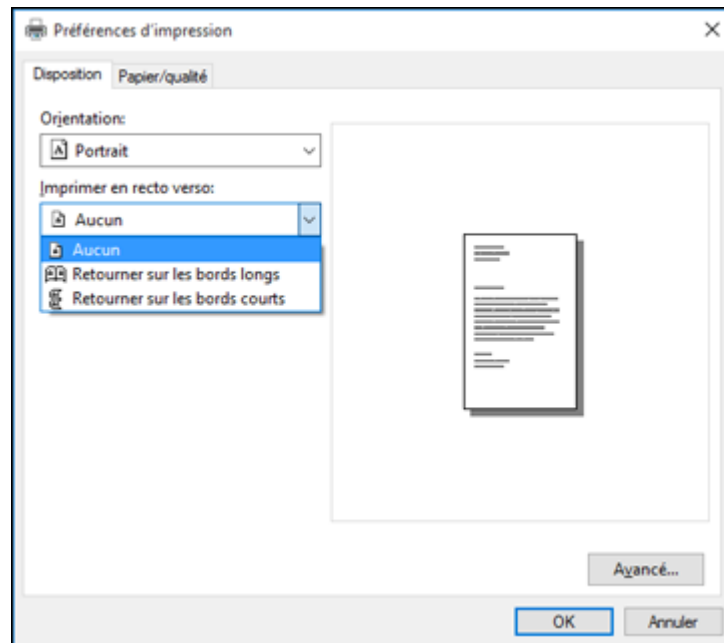 Préférences d'impression
Disposition
Papier/qualité
Orientation:
Portrait
Imprimer en recto verso:
Aucun
Aucun
Retourner sur les bords longs
Retourner sur les bords courts
Avancé...
OK
Annuler